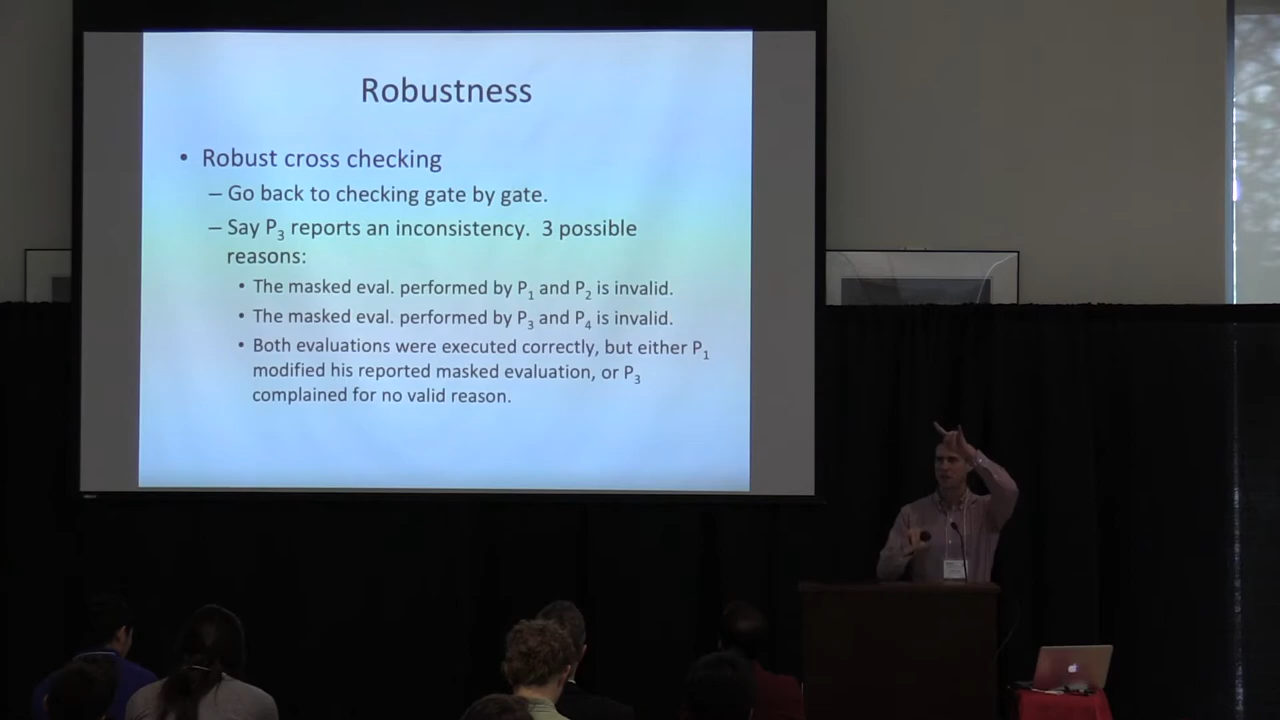 Robustness
• Robust cross checking
– Go back to checking gate by gate.
– Say P₃ reports an inconsistency.  3 possible
reasons:
• The masked eval. performed by P₁ and P₂ is invalid.
• The masked eval. performed by P₃ and P₄ is invalid.
• Both evaluations were executed correctly, but either P₁
modified his reported masked evaluation, or P₃
complained for no valid reason.